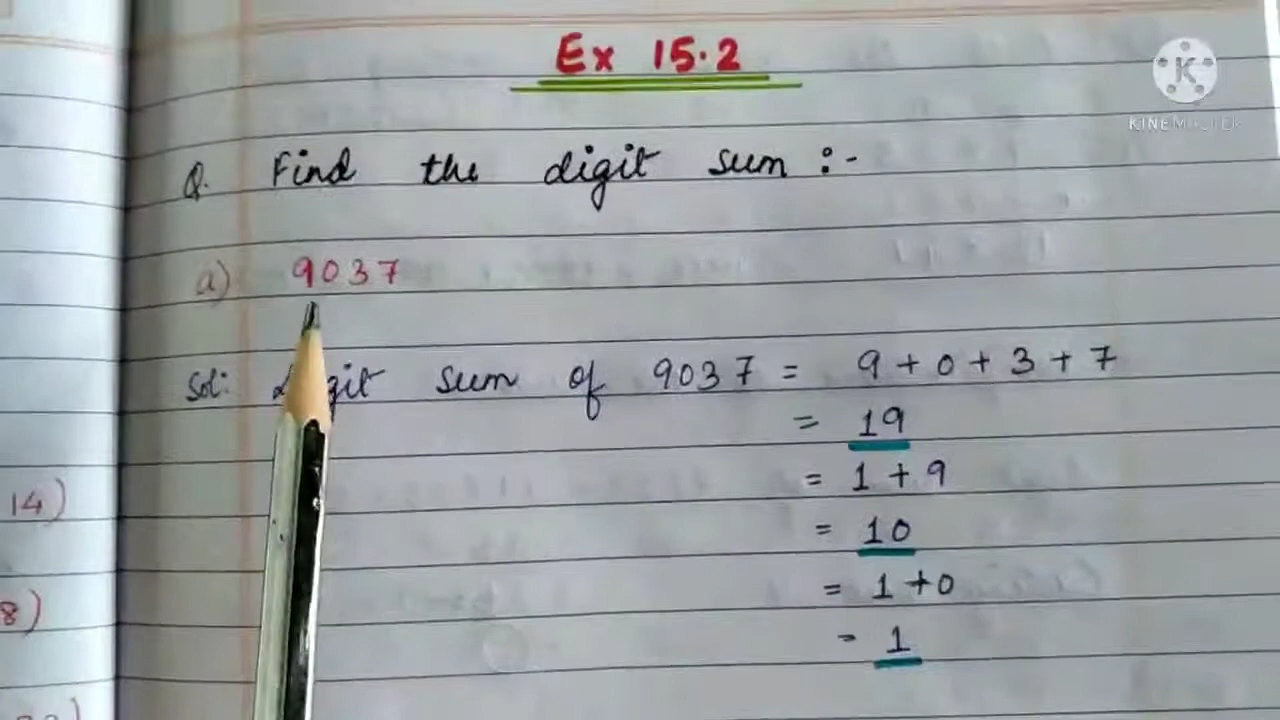 Ex 15.2
KINEMASTER
Q. Find the digit sum :-
a) 9037
Sol: Digit sum of 9037 = 9 + 0 + 3 + 7
= 19
= 1 + 9
14)
= 10
= 1 + 0
8)
= 1